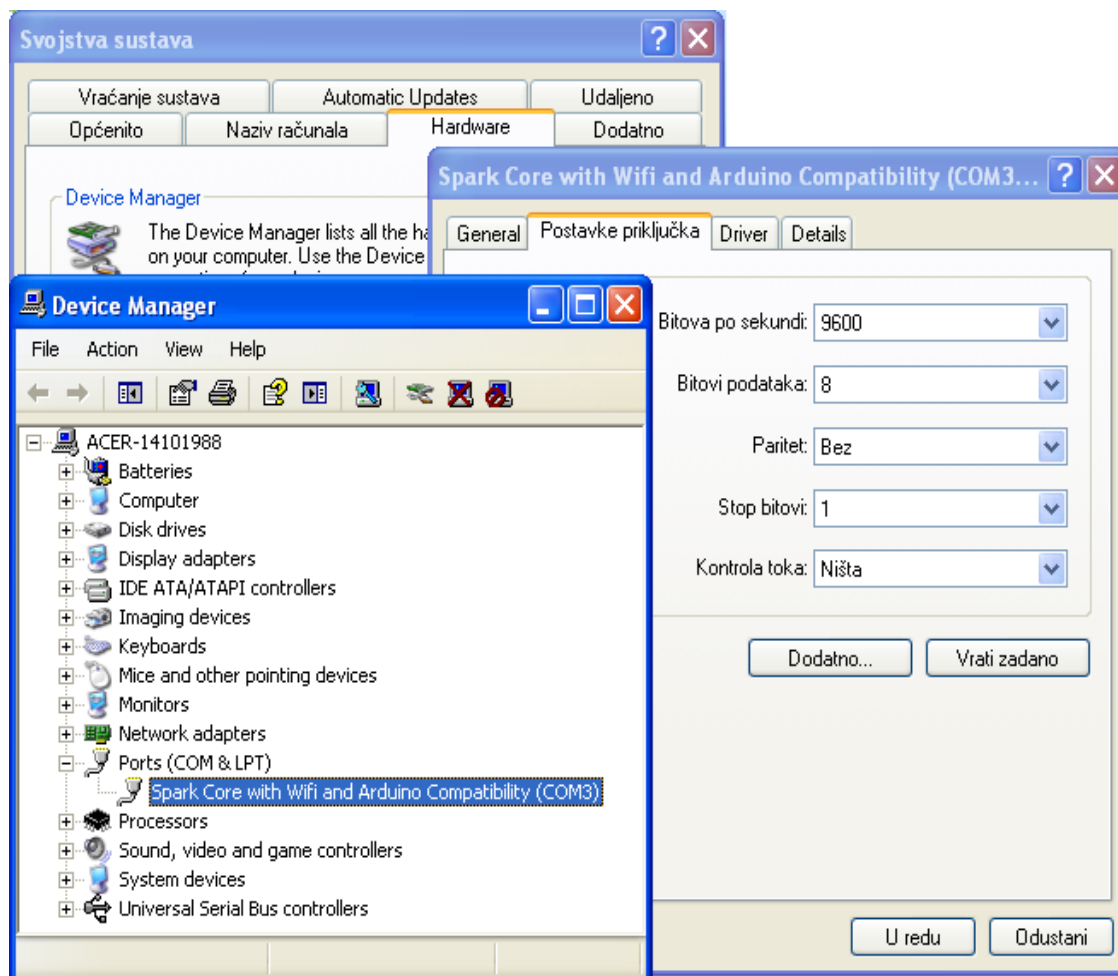 Svojstva sustava
Vraćanje sustava Automatic Updates Udaljeno
Općenito Naziv računala Hardware Dodatno
Device Manager
The Device Manager lists all the ha
on your computer. Use the Device
Spark Core with Wifi and Arduino Compatibility (COM3...
General Postavke priključka Driver Details
Bitova po sekundi: 9600
Bitovi podataka: 8
Paritet: Bez
Stop bitovi: 1
Kontrola toka: Ništa
Dodatno... Vrati zadano
U redu Odustani
Device Manager
File Action View Help
ACER-14101988
Batteries
Computer
Disk drives
Display adapters
IDE ATA/ATAPI controllers
Imaging devices
Keyboards
Mice and other pointing devices
Monitors
Network adapters
Ports (COM & LPT)
Spark Core with Wifi and Arduino Compatibility (COM3)
Processors
Sound, video and game controllers
System devices
Universal Serial Bus controllers